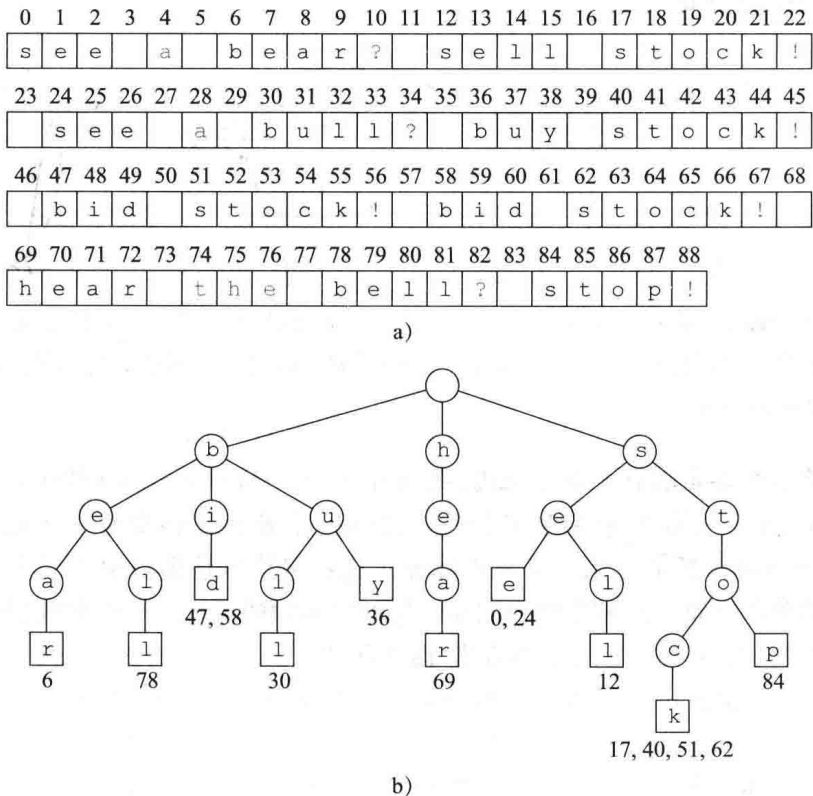 0 1 2 3 4 5 6 7 8 9 10 11 12 13 14 15 16 17 18 19 20 21 22
s e e a b e a r ? s e l l s t o c k !
23 24 25 26 27 28 29 30 31 32 33 34 35 36 37 38 39 40 41 42 43 44 45
s e e a b u l l ? b u y s t o c k !
46 47 48 49 50 51 52 53 54 55 56 57 58 59 60 61 62 63 64 65 66 67 68
b i d s t o c k ! b i d s t o c k !
69 70 71 72 73 74 75 76 77 78 79 80 81 82 83 84 85 86 87 88
h e a r t h e b e l l ? s t o p !
a)
b h s
e i u e e t
a l d l y a e l o
47, 58 36 0, 24
r l l r l c p
6 78 30 69 12 84
k
17, 40, 51, 62
b)